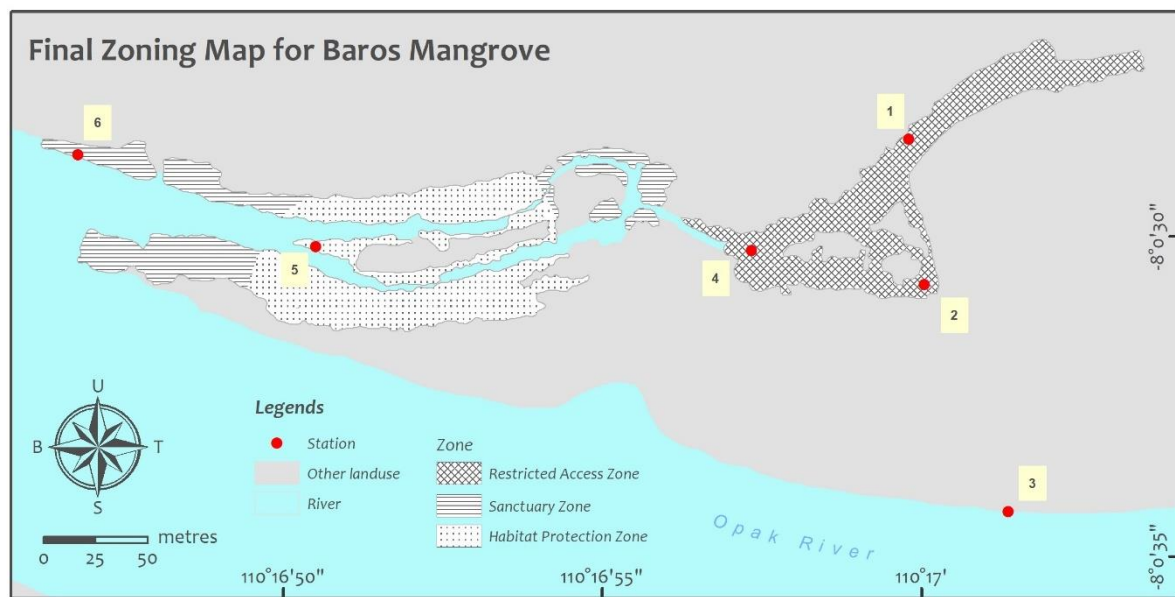 Final Zoning Map for Baros Mangrove
6
1
5
4
2
3
-8°0'30"
-8°0'35"
U
B
T
S
0 25 50 metres
Legends
Station
Other landuse
River
Zone
Restricted Access Zone
Sanctuary Zone
Habitat Protection Zone
Opak River
110°16'50"
110°16'55"
110°17'